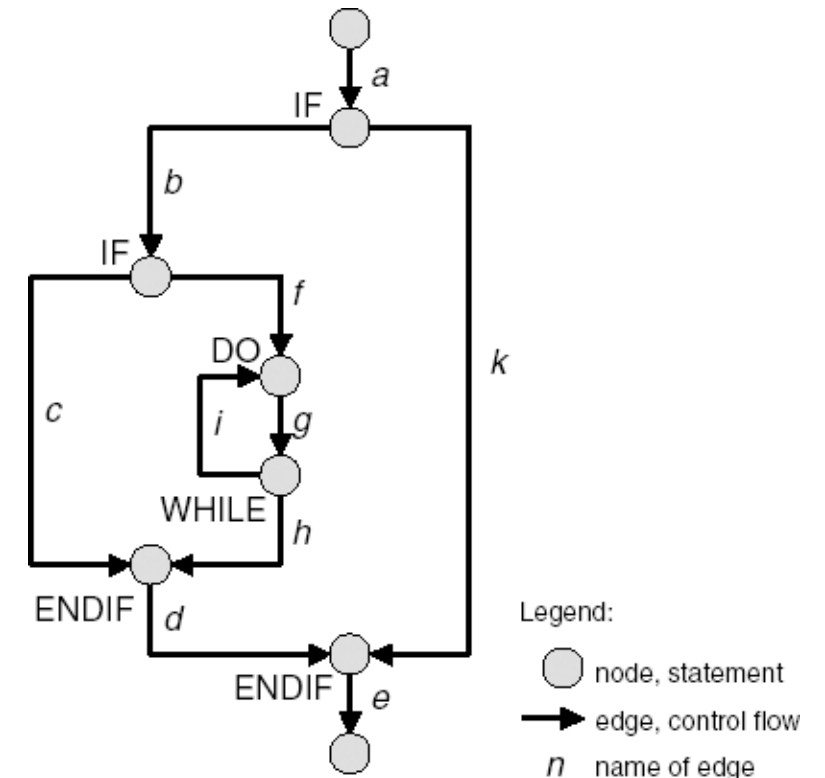 a
IF
b
IF
f
DO
k
c
i
g
WHILE
h
ENDIF
d
Legend:
node, statement
ENDIF
e
edge, control flow
n
name of edge